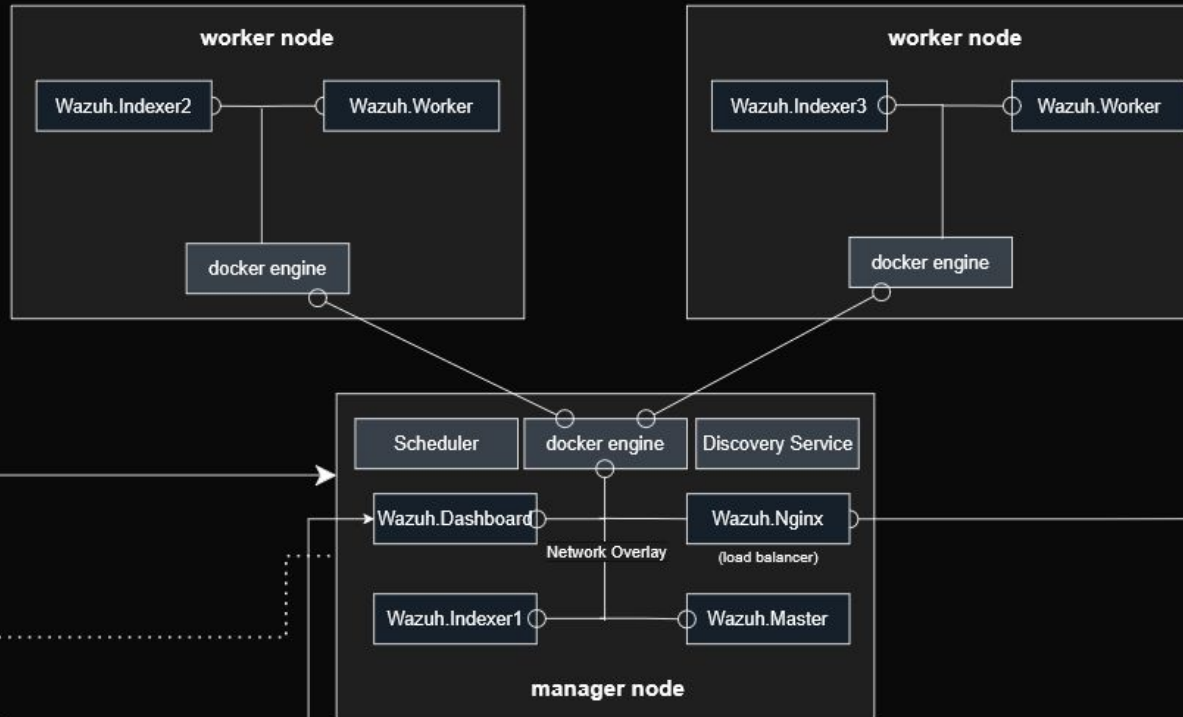 worker node
Wazuh.Indexer2
Wazuh.Worker
docker engine
worker node
Wazuh.Indexer3
Wazuh.Worker
docker engine
Scheduler
docker engine
Discovery Service
Wazuh.Dashboard
Wazuh.Nginx
(load balancer)
Network Overlay
Wazuh.Indexer1
Wazuh.Master
manager node